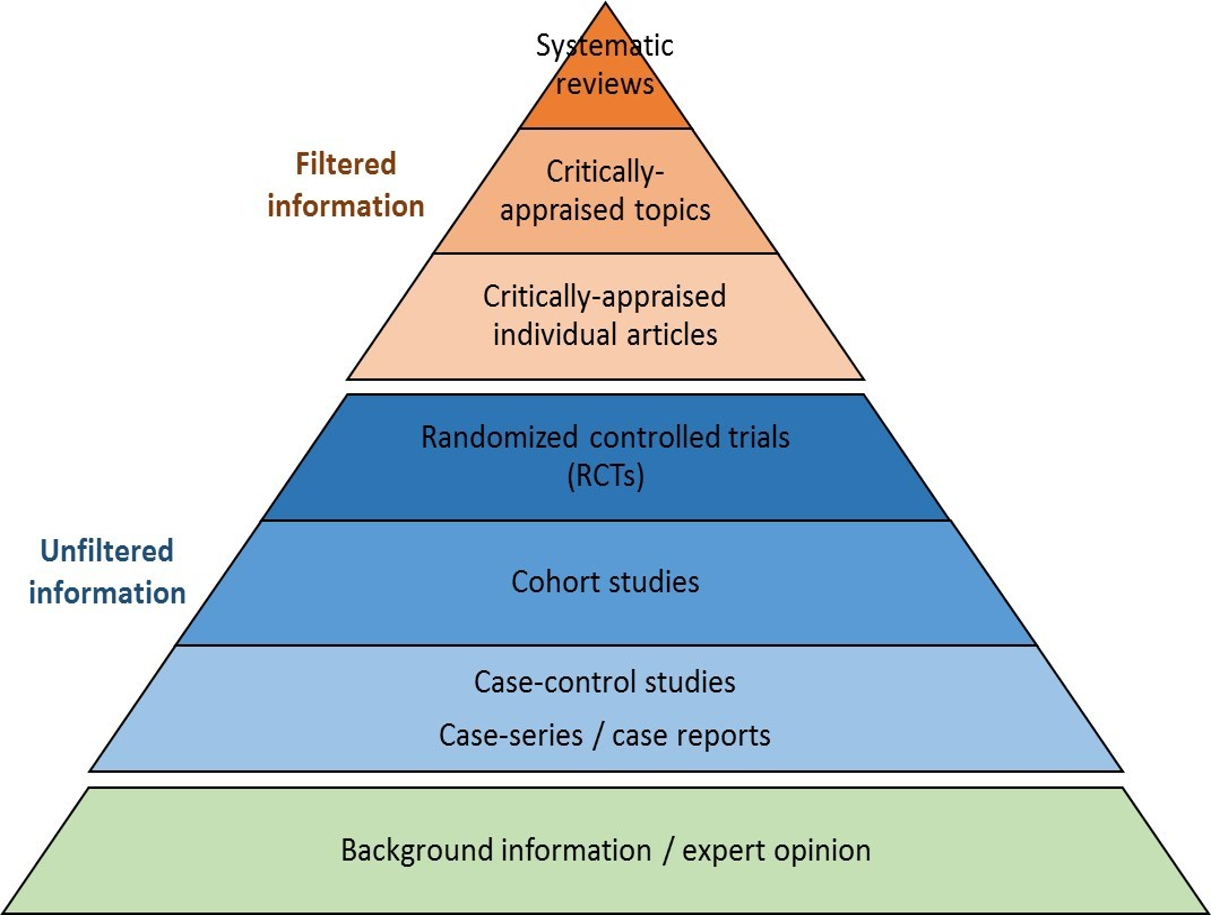 Systematic
reviews
Filtered
information
Critically-
appraised topics
Critically-appraised
individual articles
Randomized controlled trials
(RCTs)
Unfiltered
information
Cohort studies
Case-control studies
Case-series / case reports
Background information / expert opinion